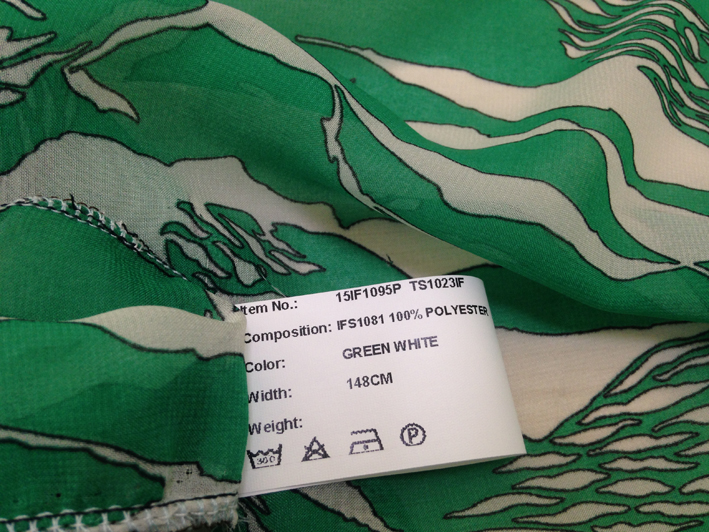 Item No.: 15IF1095P TS1023IF
Composition: IFS1081 100% POLYESTER
Color: GREEN WHITE
Width: 148CM
Weight:
30° P